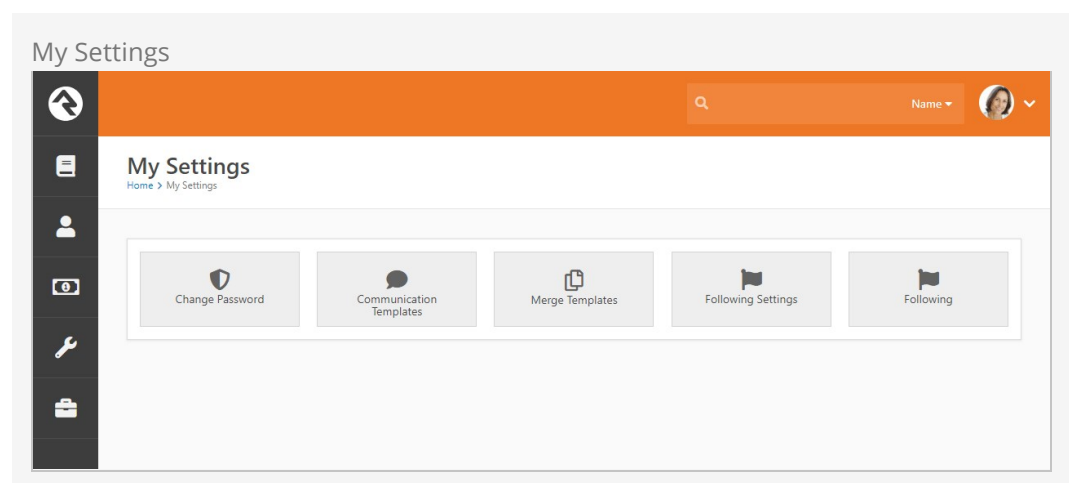 My Settings
Name
My Settings
Home > My Settings
Change Password
Communication
Templates
Merge Templates
Following Settings
Following